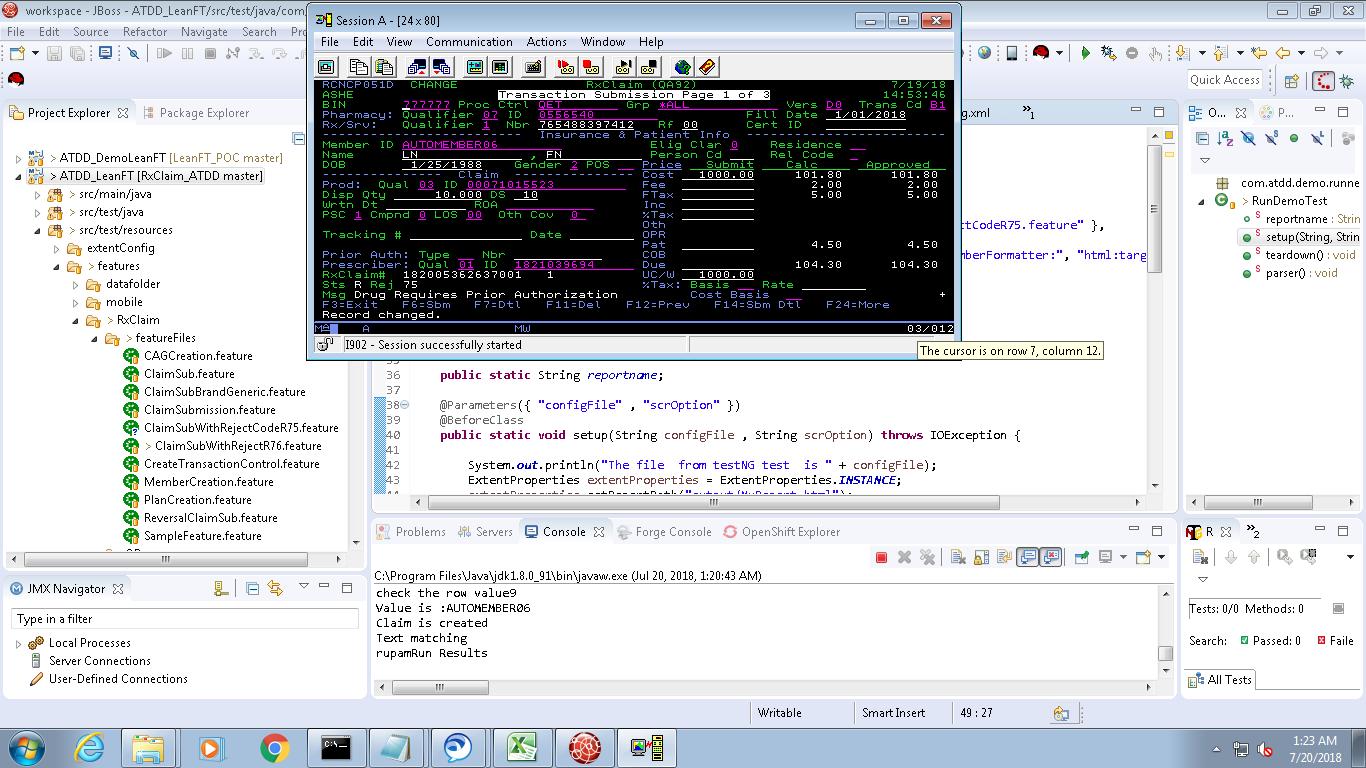 workspace - JBoss - ATDD_LeanFT/src/test/java/com/
File Edit Source Refactor Navigate Search
Quick Access
Project Explorer
Package Explorer
> ATDD_DemoLeanFT [LeanFT_POC master]
> ATDD_LeanFT [RxClaim_ATDD master]
> src/main/java
> src/test/java
> src/test/resources
extentConfig
> features
datafolder
mobile
> RxClaim
> featureFiles
CAGCreation.feature
ClaimSub.feature
ClaimSubBrandGeneric.feature
ClaimSubmission.feature
ClaimSubWithRejectCodeR75.feature
> ClaimSubWithRejectR76.feature
CreateTransactionControl.feature
MemberCreation.feature
PlanCreation.feature
ReversalClaimSub.feature
SampleFeature.feature
JMX Navigator
Type in a filter
Local Processes
Server Connections
User-Defined Connections
Session A - [24 x 80]
File Edit View Communication Actions Window Help
RCNCP051D CHANGE RxClaim (QA92) 7/19/18
ASHE Transaction Submission Page 1 of 3 14:53:46
BIN 777777 Proc Ctrl QET Grp *ALL Vers D0 Trans Cd B1
Pharmacy: Qualifier 07 ID 0556540 Fill Date 1/01/2018
Rx/Srv: Qualifier 1 Nbr 765488397412 Rf 00 Cert ID
Insurance & Patient Info
Member ID AUTOMEMBER06 Elig Clar 0 Residence
Name LN , FN Person Cd Rel Code
DOB 1/25/1988 Gender 2 POS Price Submit Calc Approved
Claim Cost 1000.00 101.80 101.80
Prod: Qual 03 ID 00071015523 Fee 2.00 2.00
Disp Qty 10.000 DS 10 FTax 5.00 5.00
Wrtn Dt ROA Inc
PSC 1 Cmpnd 0 LOS 00 Oth Cov 0 %Tax
Oth
Tracking # Date OPR
Pat 4.50 4.50
Prior Auth: Type Nbr COB
Prescriber: Qual 01 ID 1821039694 Due 104.30 104.30
RxClaim# 182005362637001 1 UC/W 1000.00
Sts R Rej 75 %Tax: Basis Rate
Msg Drug Requires Prior Authorization Cost Basis +
F3=Exit F6=Sbm F7=Dtl F11=Del F12=Prev F14=Sbm Dtl F24=More
Record changed.
MA A MW 03/012
I902 - Session successfully started
The cursor is on row 7, column 12.
g.xml
ctCodeR75.feature" },
mberFormatter:", "html:targ
36 public static String reportname;
37
38 @Parameters({ "configFile" , "scrOption" })
39 @BeforeClass
40 public static void setup(String configFile , String scrOption) throws IOException {
41
42 System.out.println("The file from testNG test is " + configFile);
43 ExtentProperties extentProperties = ExtentProperties.INSTANCE;
Problems Servers Console Forge Console OpenShift Explorer
C:\Program Files\Java\jdk1.8.0_91\bin\javaw.exe (Jul 20, 2018, 1:20:43 AM)
check the row value9
Value is :AUTOMEMBER06
Claim is created
Text matching
rupamRun Results
O...
P...
com.atdd.demo.runne
> RunDemoTest
reportname : Strin
setup(String, Strin
teardown() : void
parser() : void
R
Tests: 0/0 Methods: 0
Search: Passed: 0 Faile
All Tests
Writable Smart Insert 49 : 27
1:23 AM
7/20/2018